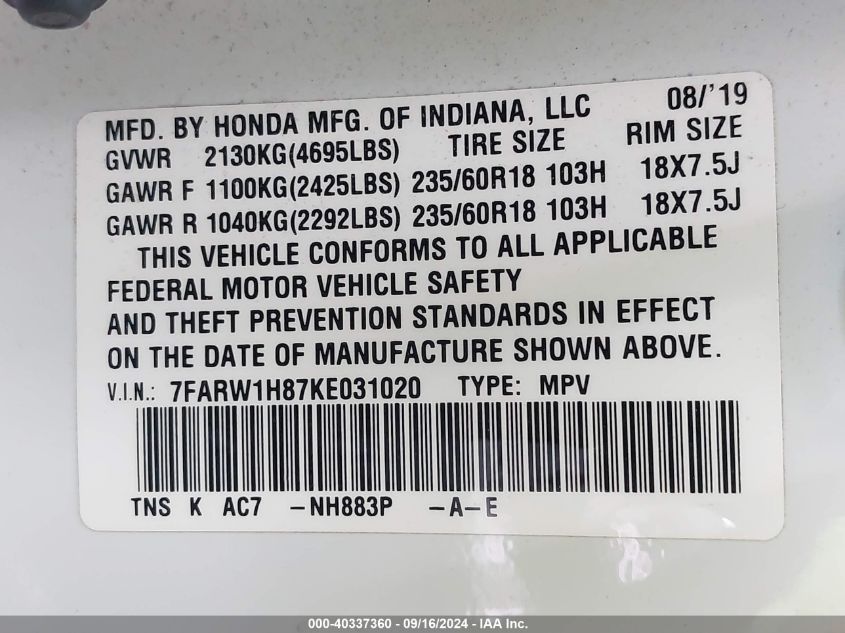 08/'19
MFD. BY HONDA MFG. OF INDIANA, LLC
GVWR 2130KG(4695LBS) TIRE SIZE RIM SIZE
GAWR F 1100KG(2425LBS) 235/60R18 103H 18X7.5J
GAWR R 1040KG(2292LBS) 235/60R18 103H 18X7.5J
THIS VEHICLE CONFORMS TO ALL APPLICABLE
FEDERAL MOTOR VEHICLE SAFETY
AND THEFT PREVENTION STANDARDS IN EFFECT
ON THE DATE OF MANUFACTURE SHOWN ABOVE.
V.I.N.: 7FARW1H87KE031020 TYPE: MPV
TNS K AC7 -NH883P -A-E
000-40337360 - 09/16/2024 - IAA Inc.